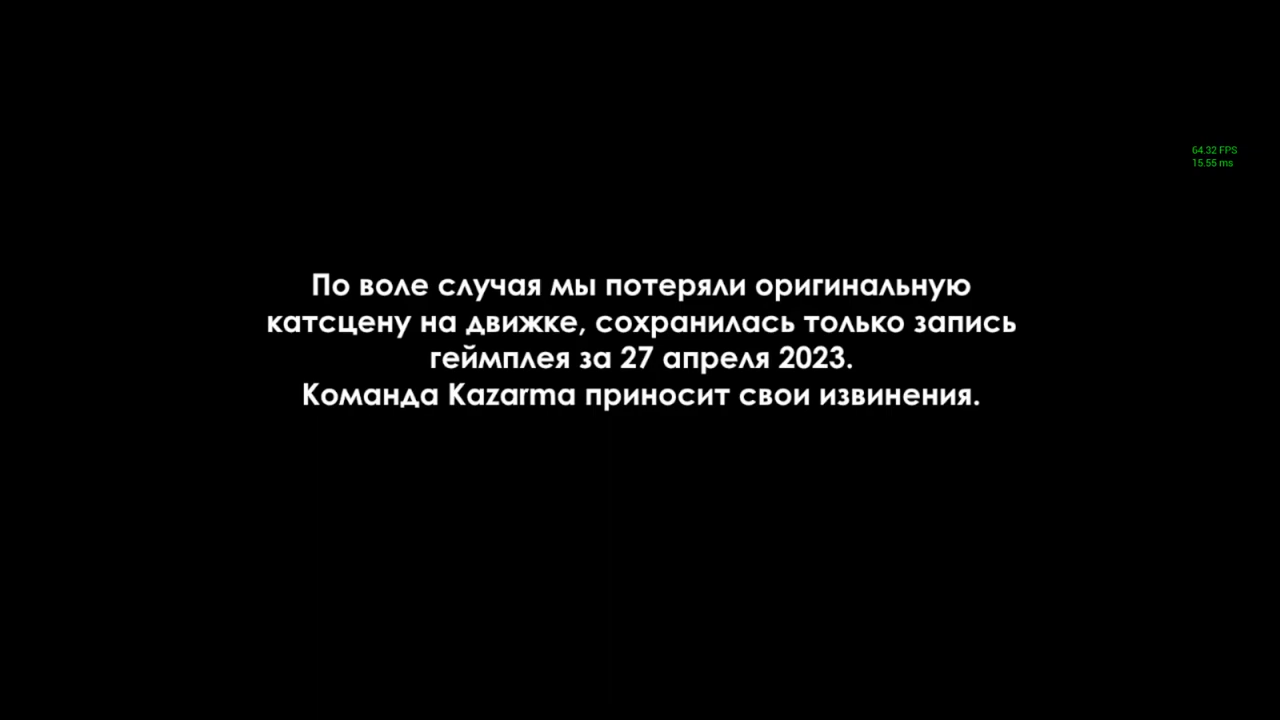 64.32 FPS
15.55 ms
По воле случая мы потеряли оригинальную
катсцену на движке, сохранилась только запись
геймплея за 27 апреля 2023.
Команда Kazarma приносит свои извинения.